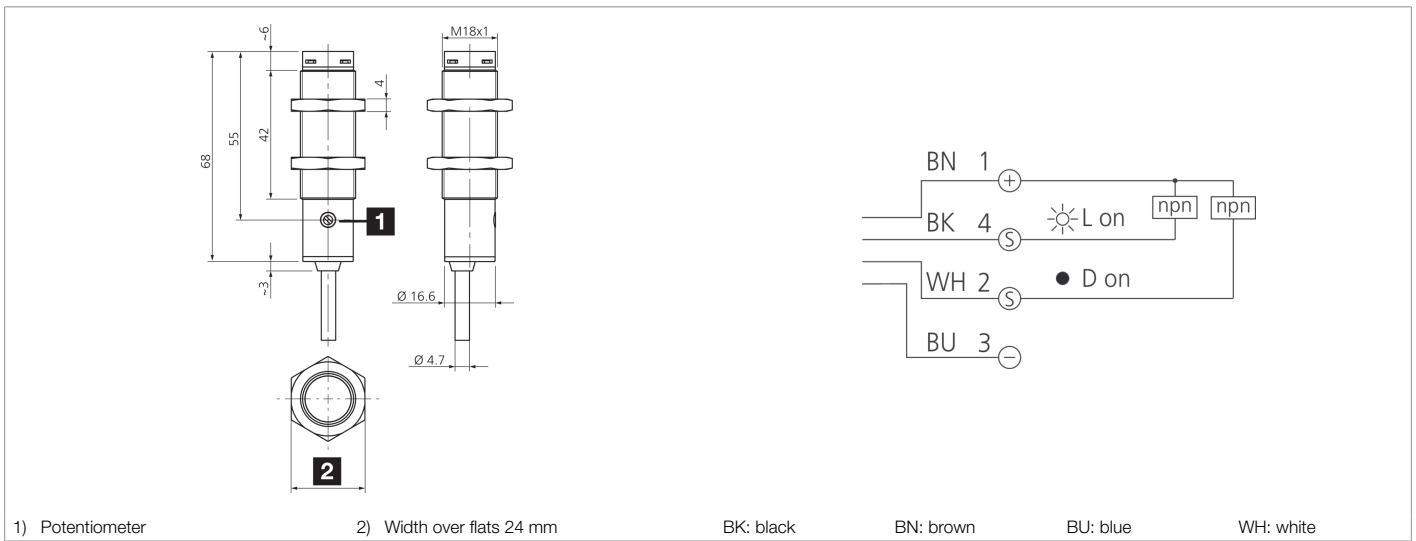 ~6
M18x1
4
42
55
68
1
~3
Ø 16.6
Ø 4.7
2
BN 1 +
npn npn
BK 4 S L on
WH 2 S D on
BU 3 −
1) Potentiometer 2) Width over flats 24 mm BK: black BN: brown BU: blue WH: white